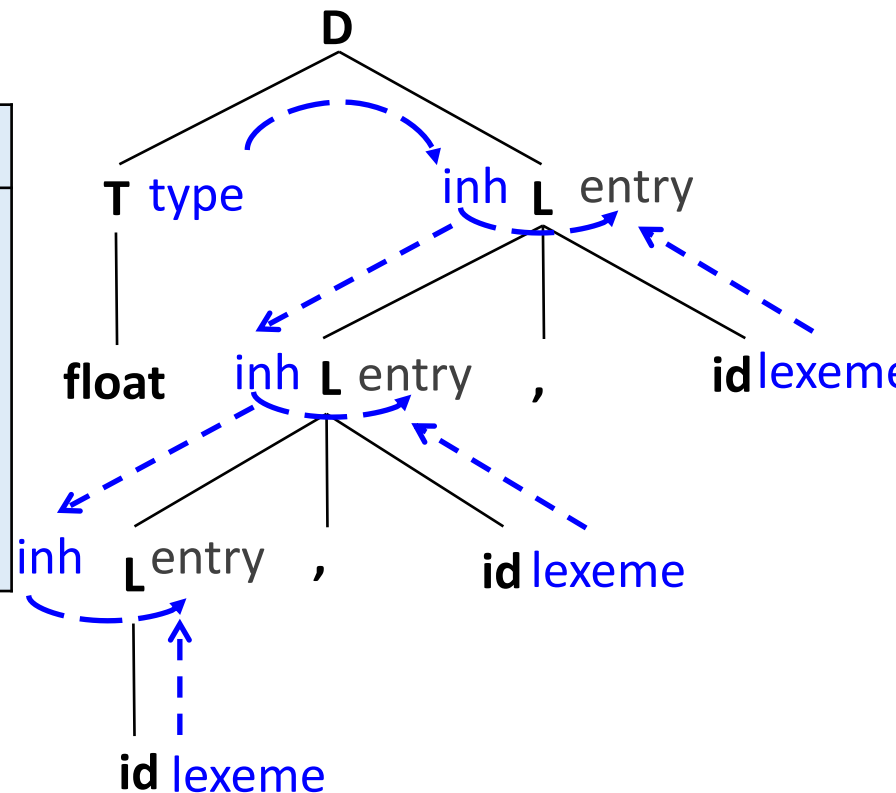 D
T type inh L entry
float inh L entry , id lexeme
inh L entry , id lexeme
id lexeme